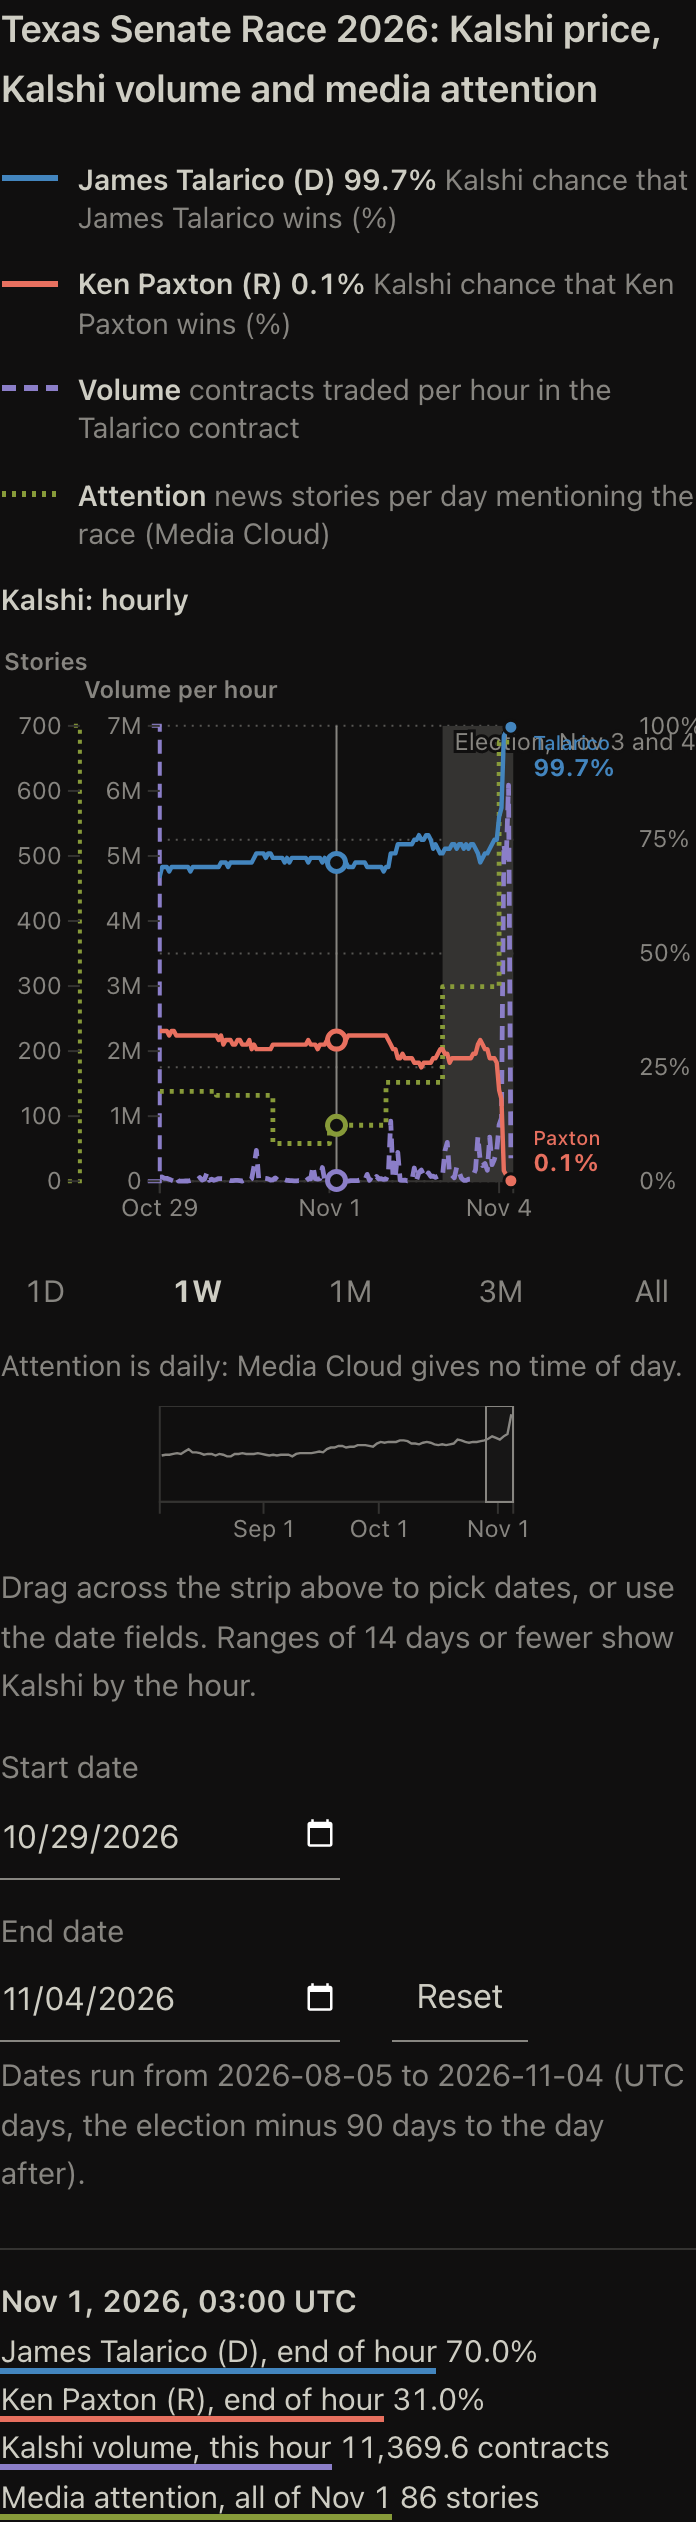 Texas Senate Race 2026: Kalshi price,
Kalshi volume and media attention
James Talarico (D) 99.7% Kalshi chance that
James Talarico wins (%)
Ken Paxton (R) 0.1% Kalshi chance that Ken
Paxton wins (%)
Volume contracts traded per hour in the
Talarico contract
Attention news stories per day mentioning the
race (Media Cloud)
Kalshi: hourly
Stories
Volume per hour
700 7M 100%
Election, Nov 3 and 4
Talarico
99.7%
600 6M
75%
500 5M
400 4M
50%
300 3M
200 2M
25%
100 1M
Paxton
0.1%
0 0 0%
Oct 29 Nov 1 Nov 4
1D 1W 1M 3M All
Attention is daily: Media Cloud gives no time of day.
Sep 1 Oct 1 Nov 1
Drag across the strip above to pick dates, or use
the date fields. Ranges of 14 days or fewer show
Kalshi by the hour.
Start date
10/29/2026
End date
11/04/2026 Reset
Dates run from 2026-08-05 to 2026-11-04 (UTC
days, the election minus 90 days to the day
after).
Nov 1, 2026, 03:00 UTC
James Talarico (D), end of hour 70.0%
Ken Paxton (R), end of hour 31.0%
Kalshi volume, this hour 11,369.6 contracts
Media attention, all of Nov 1 86 stories